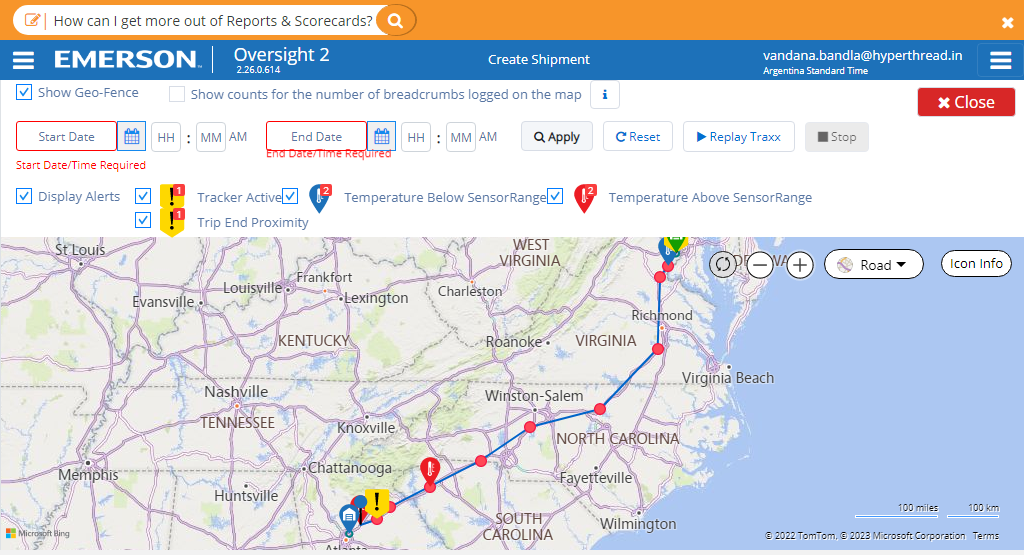 How can I get more out of Reports & Scorecards?
EMERSON™
Oversight 2
2.26.0.614
Create Shipment
vandana.bandla@hyperthread.in
Argentina Standard Time
Show Geo-Fence
Show counts for the number of breadcrumbs logged on the map
i
Close
Start Date
HH : MM AM
End Date
HH : MM AM
Apply
Reset
Replay Traxx
Stop
Start Date/Time Required
End Date/Time Required
Display Alerts
1
Tracker Active
2
Temperature Below SensorRange
2
Temperature Above SensorRange
1
Trip End Proximity
St Louis
WEST
VIRGINIA
Road
Icon Info
Frankfort
Louisville
Lexington
Evansville
Charleston
Richmond
KENTUCKY
Roanoke
VIRGINIA
Virginia Beach
Nashville
Winston-Salem
TENNESSEE
Knoxville
NORTH CAROLINA
Chattanooga
Memphis
Fayetteville
Huntsville
SOUTH
CAROLINA
Wilmington
100 miles
100 km
Microsoft Bing
Atlanta
© 2022 TomTom, © 2023 Microsoft Corporation Terms